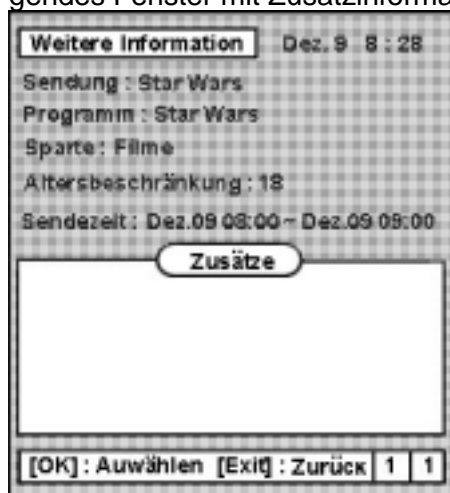 gendes Fenster mit Zusatzinforma
Weitere Information Dez. 9 8 : 28
Sendung : Star Wars
Programm : Star Wars
Sparte : Filme
Altersbeschränkung : 18
Sendezeit : Dez.09 08:00 ~ Dez.09 09:00
Zusätze
[OK] : Auwählen [Exit] : Zurück 1 1